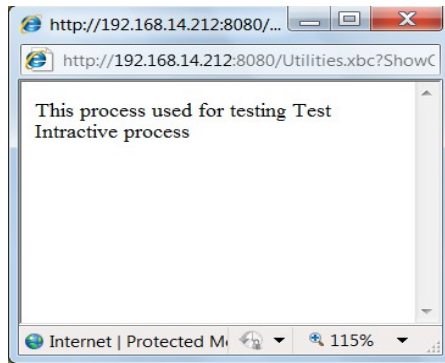 http://192.168.14.212:8080/...
http://192.168.14.212:8080/Utilities.xbc?ShowC
This process used for testing Test
Intractive process
Internet | Protected Mo 115%